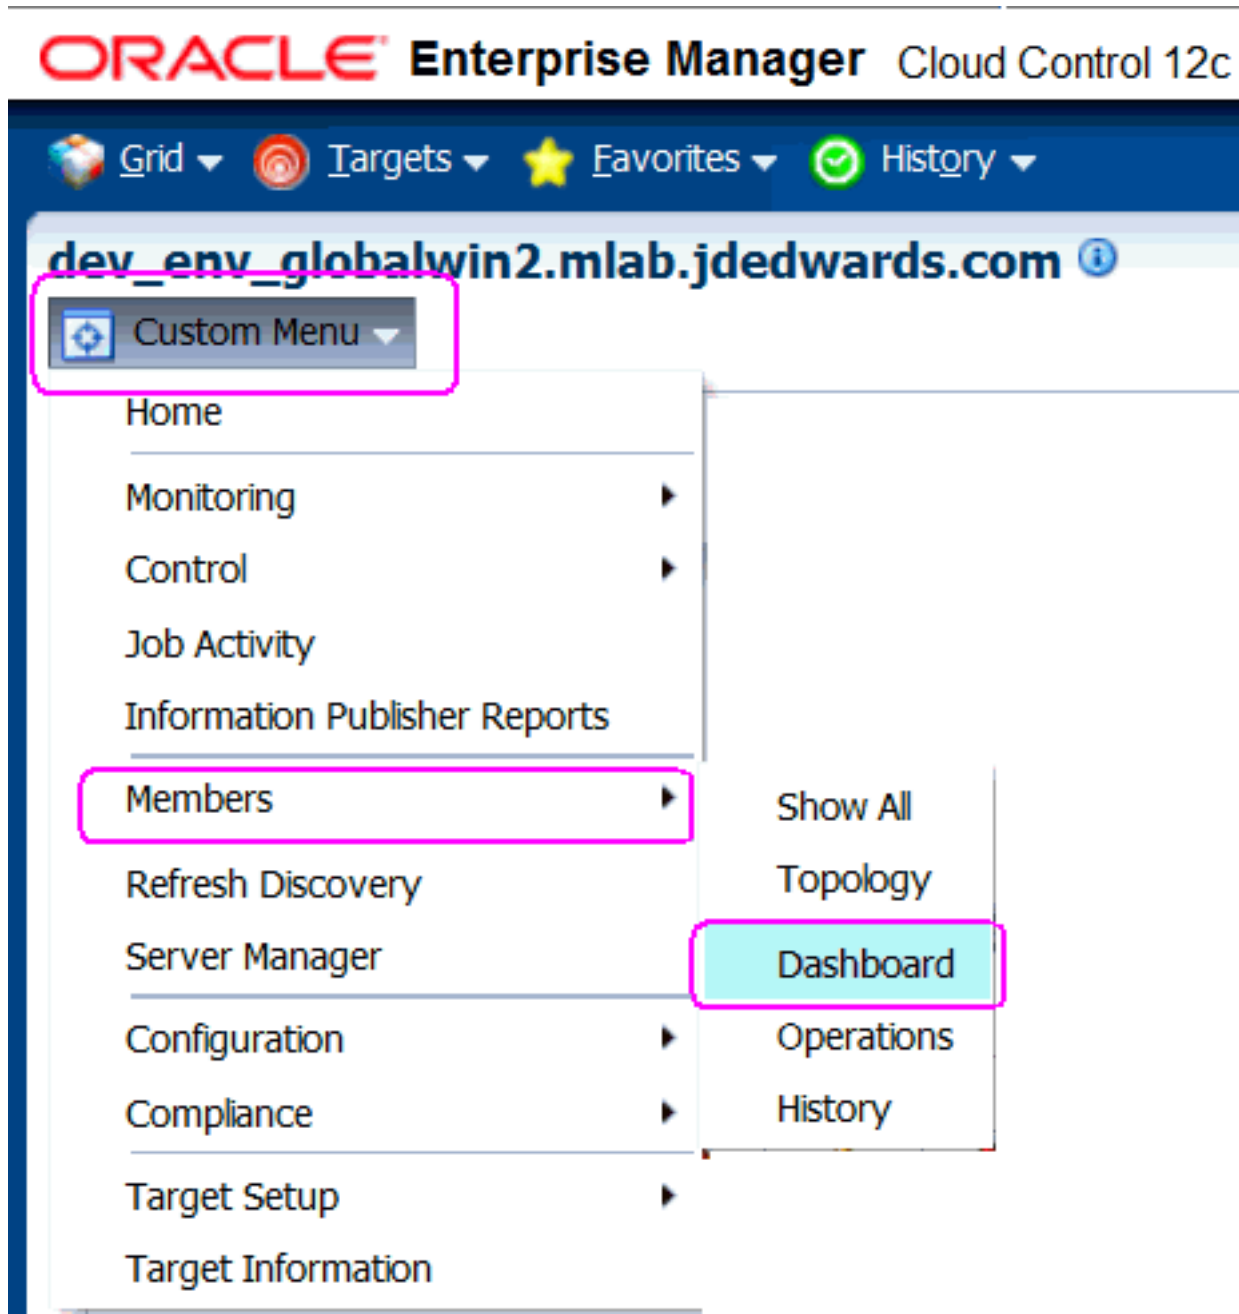 ORACLE Enterprise Manager Cloud Control 12c
Grid Targets Favorites History
dev_env_globalwin2.mlab.jdedwards.com
Custom Menu
Home
Monitoring
Control
Job Activity
Information Publisher Reports
Members
Refresh Discovery
Server Manager
Configuration
Compliance
Target Setup
Target Information
Show All
Topology
Dashboard
Operations
History